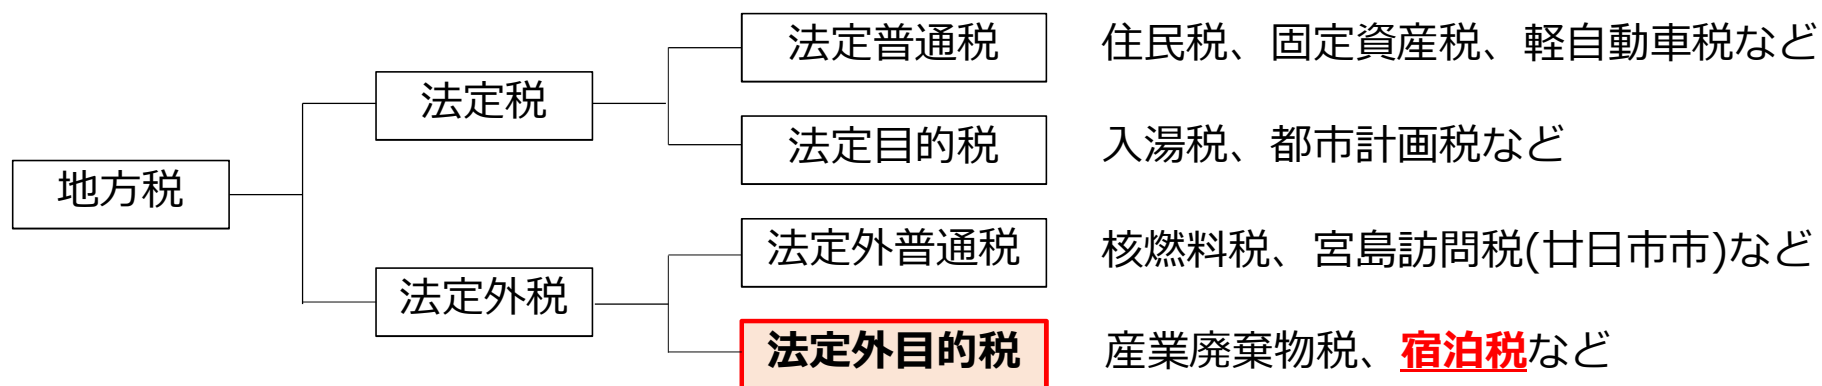 法定普通税 住民税、固定資産税、軽自動車税など
法定税
法定目的税 入湯税、都市計画税など
地方税
法定外普通税 核燃料税、宮島訪問税(廿日市市)など
法定外税
法定外目的税 産業廃棄物税、宿泊税など